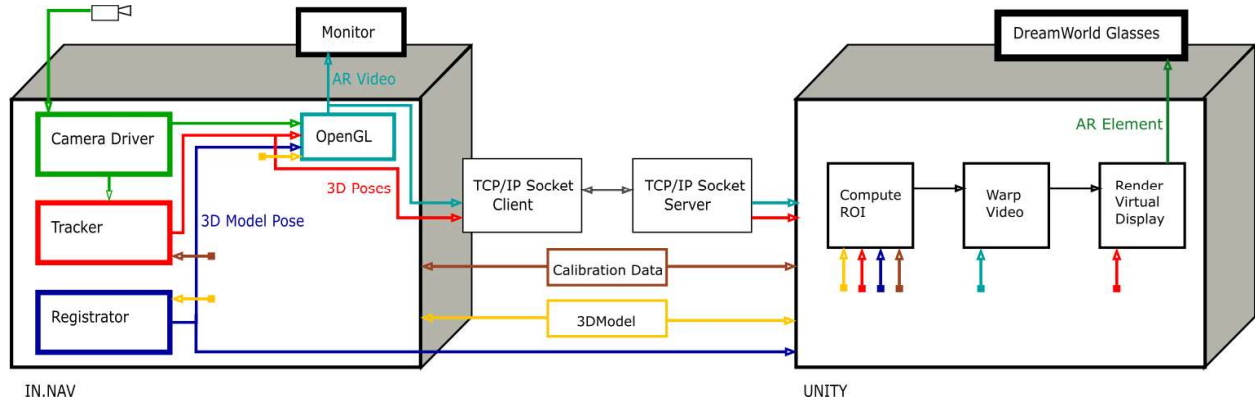 Monitor
DreamWorld Glasses
AR Video
AR Element
Camera Driver
OpenGL
3D Poses
TCP/IP Socket
Client
TCP/IP Socket
Server
Compute
ROI
Warp
Video
Render
Virtual
Display
Tracker
3D Model Pose
Calibration Data
Registrator
3DModel
IN.NAV
UNITY